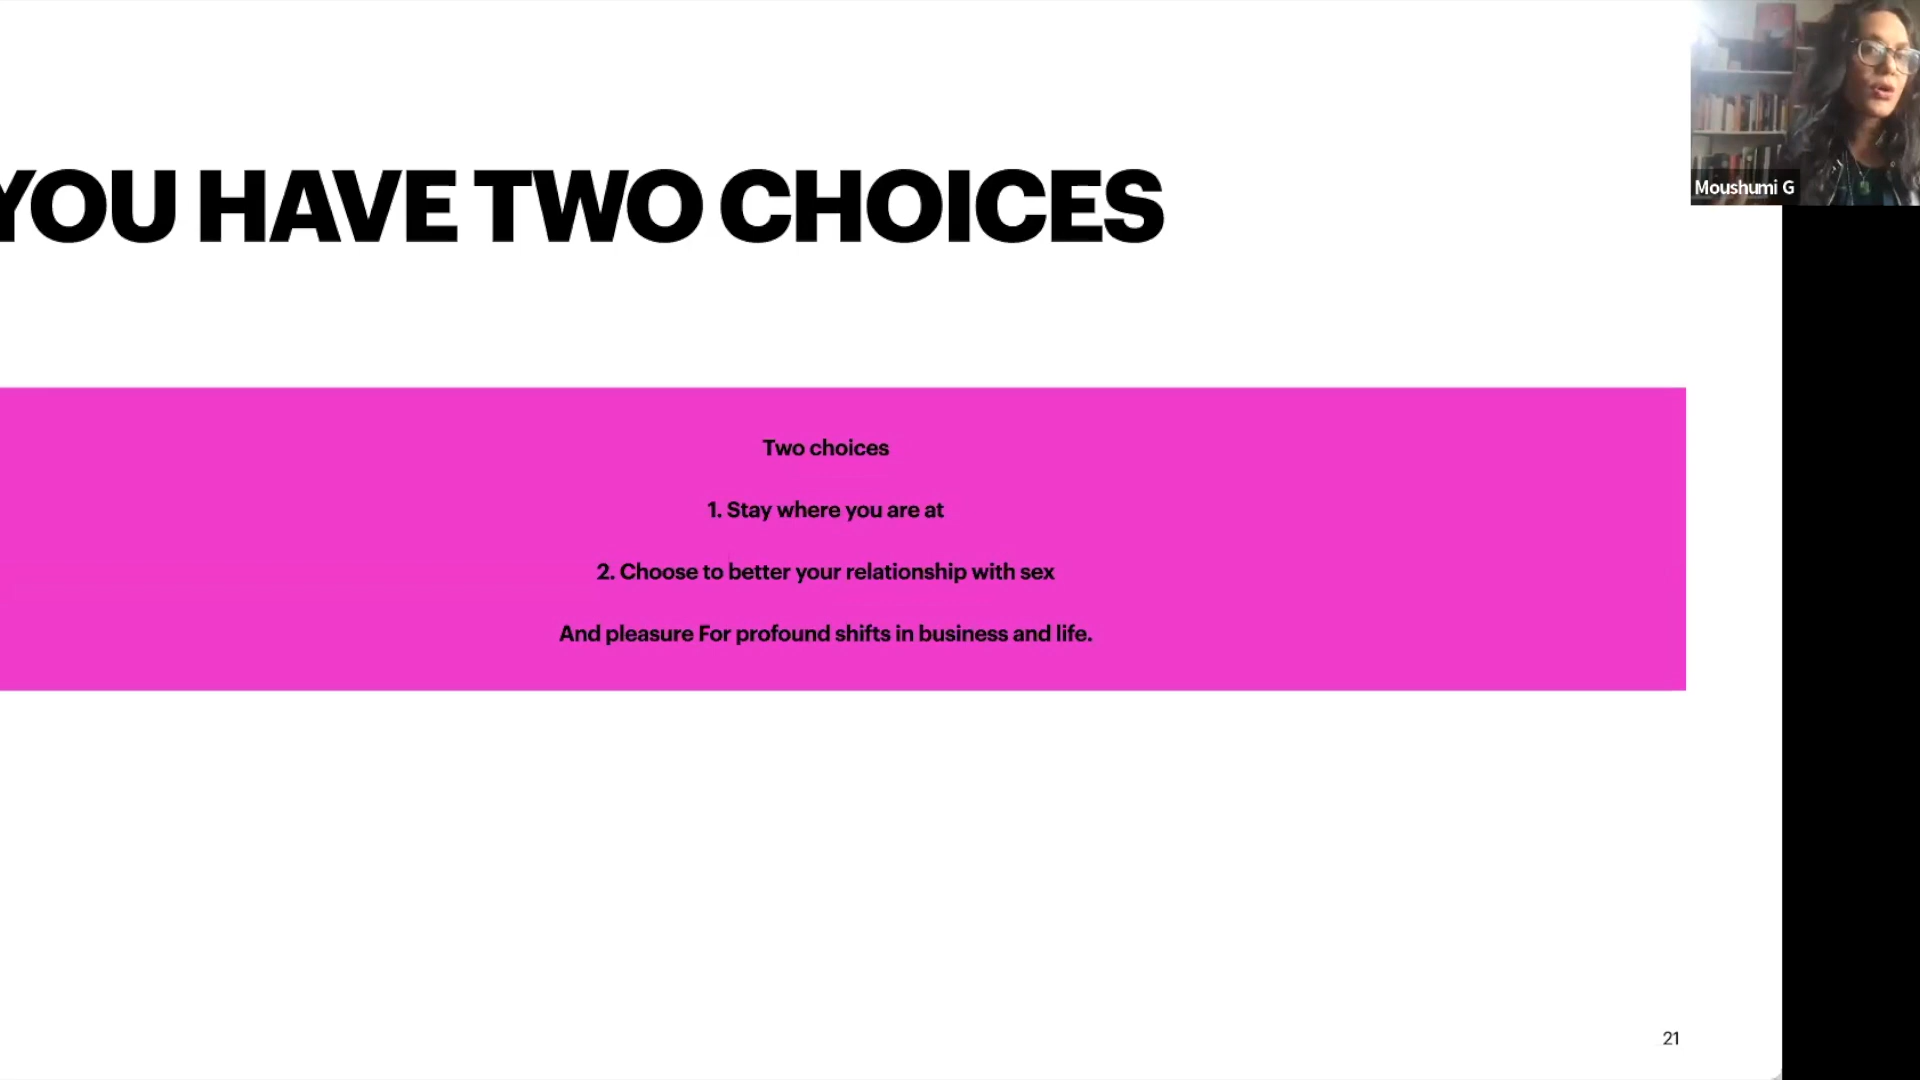 YOU HAVE TWO CHOICES
Moushumi G
Two choices
1. Stay where you are at
2. Choose to better your relationship with sex
And pleasure For profound shifts in business and life.
21